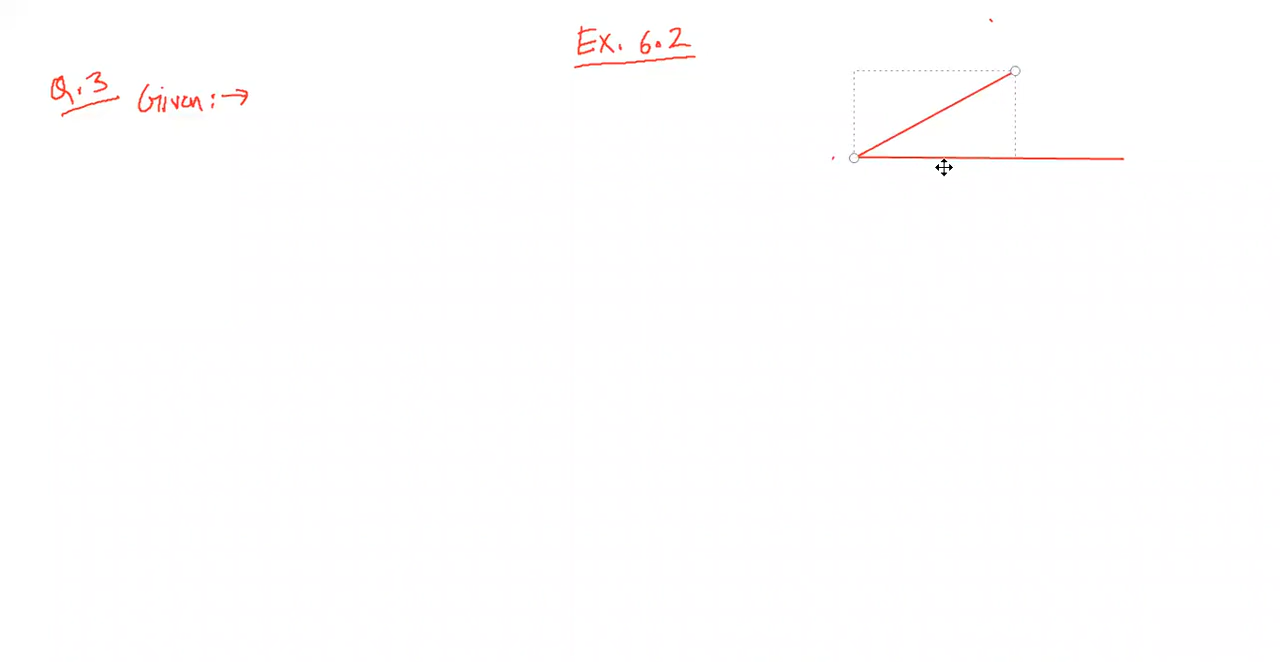 Ex. 6.2
Q.3 Given: →